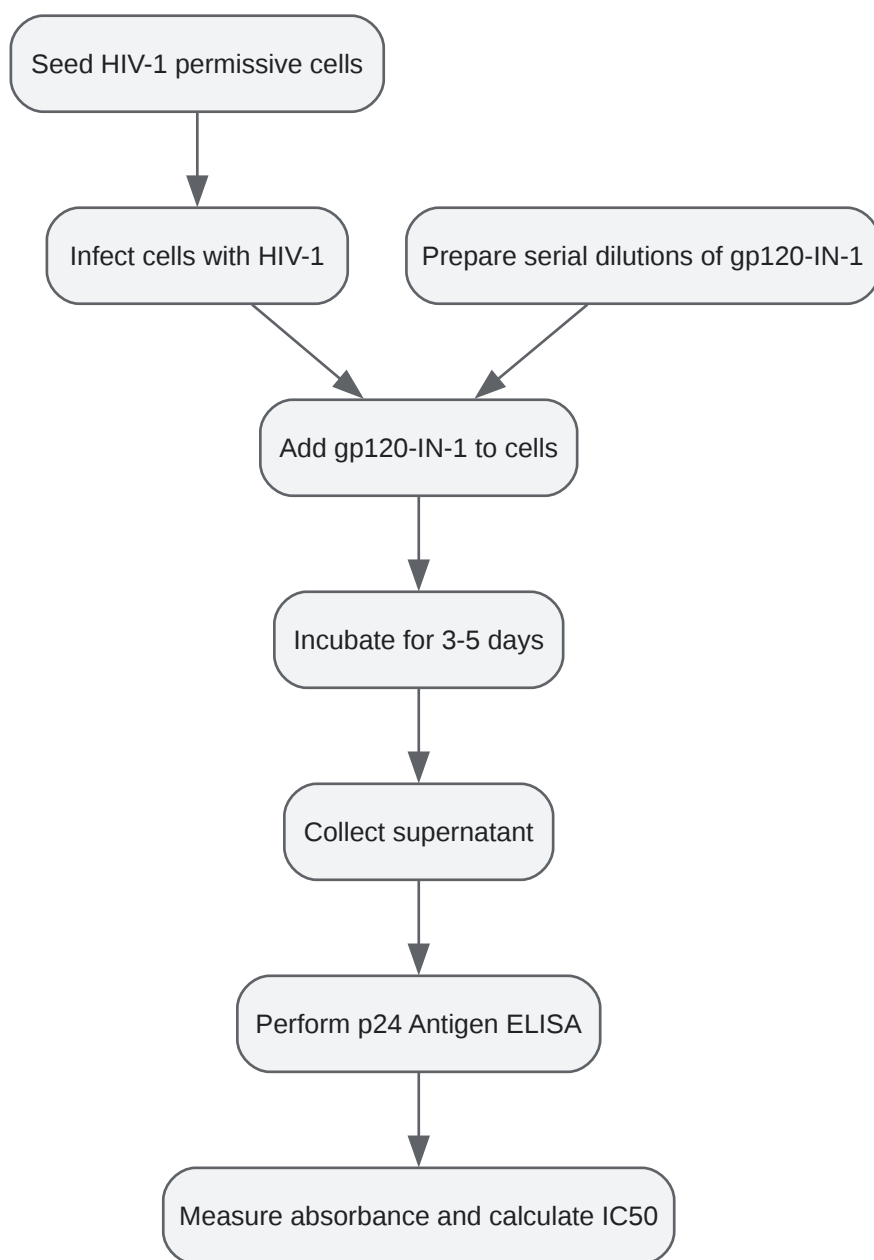 Seed HIV-1 permissive cells
Infect cells with HIV-1
Prepare serial dilutions of gp120-IN-1
Add gp120-IN-1 to cells
Incubate for 3-5 days
Collect supernatant
Perform p24 Antigen ELISA
Measure absorbance and calculate IC50